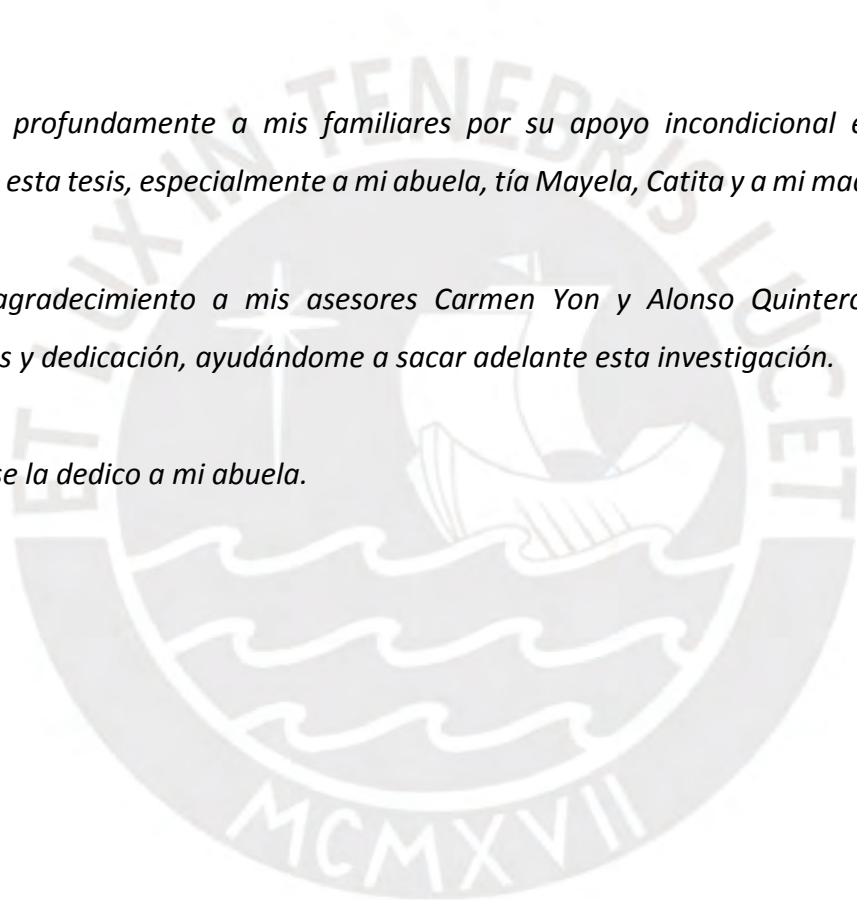 profundamente a mis familiares por su apoyo incondicional
esta tesis, especialmente a mi abuela, tía Mayela, Catita y a mi
agradecimiento a mis asesores Carmen Yon y Alonso
y dedicación, ayudándome a sacar adelante esta investigación.
se la dedico a mi abuela.
ET LUX IN TENEBRIS LUCET
MCMXVII